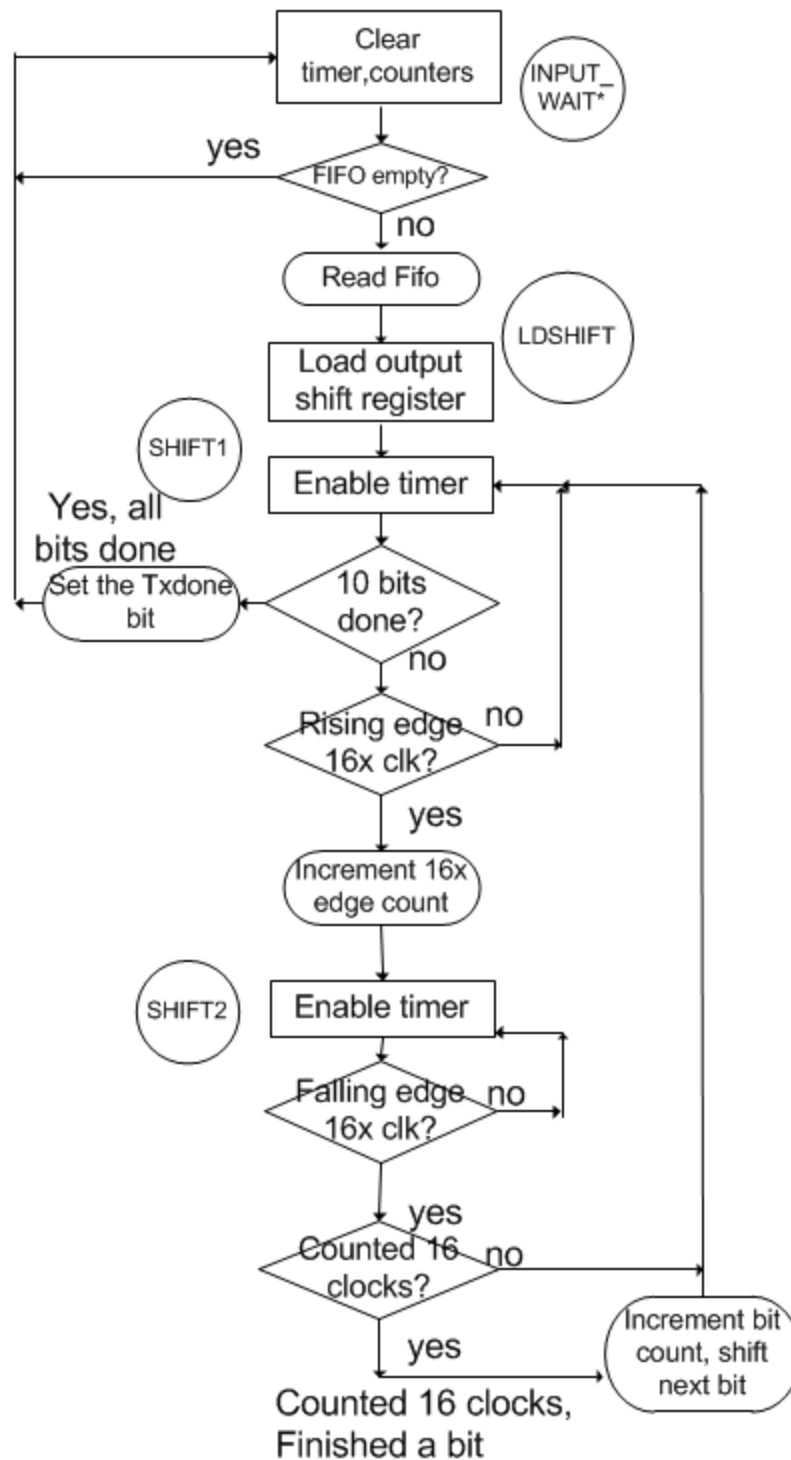 Clear
timer,counters
INPUT_
WAIT*
yes
FIFO empty?
no
Read Fifo
LDSHIFT
Load output
shift register
SHIFT1
Enable timer
Yes, all
bits done
Set the Txdone
bit
10 bits
done?
no
Rising edge
16x clk?
no
yes
Increment 16x
edge count
SHIFT2
Enable timer
Falling edge
16x clk?
no
yes
Counted 16
clocks?
no
Increment bit
count, shift
next bit
yes
Counted 16 clocks,
Finished a bit